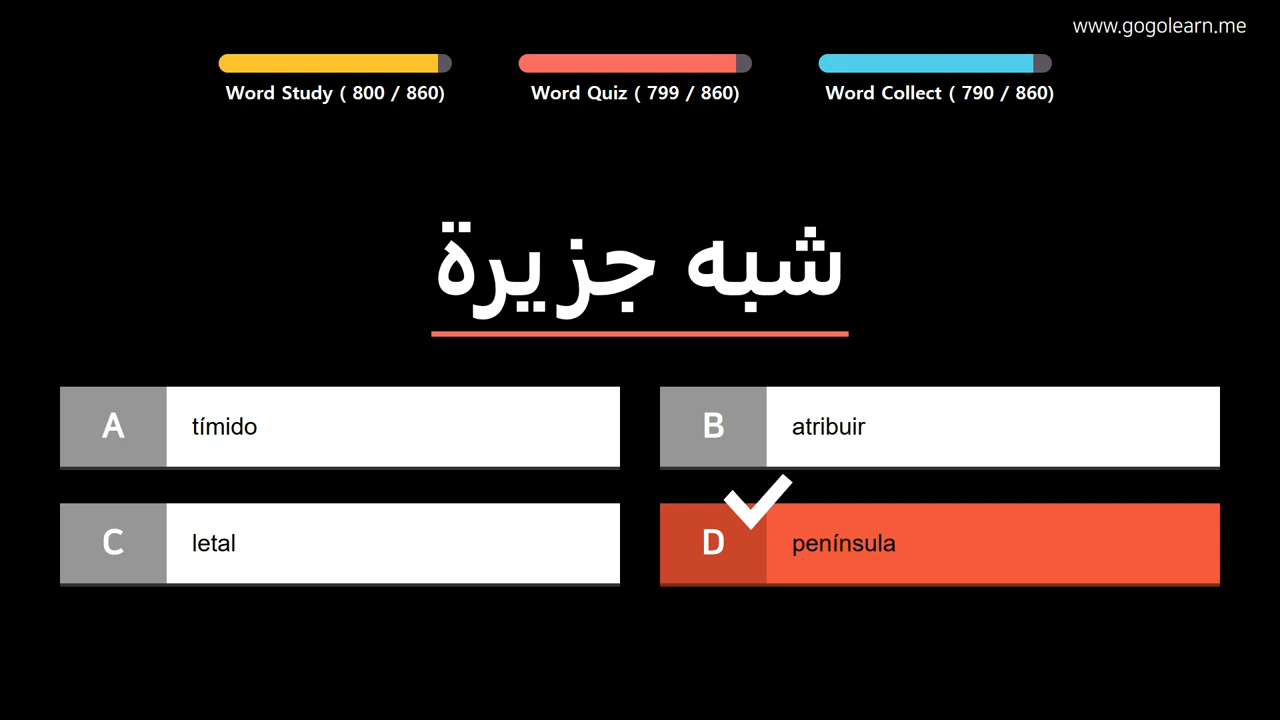 www.gogolearn.me
Word Study ( 800 / 860)
Word Quiz ( 799 / 860)
Word Collect ( 790 / 860)
شبه جزيرة
A tímido
B atribuir
C letal
D península